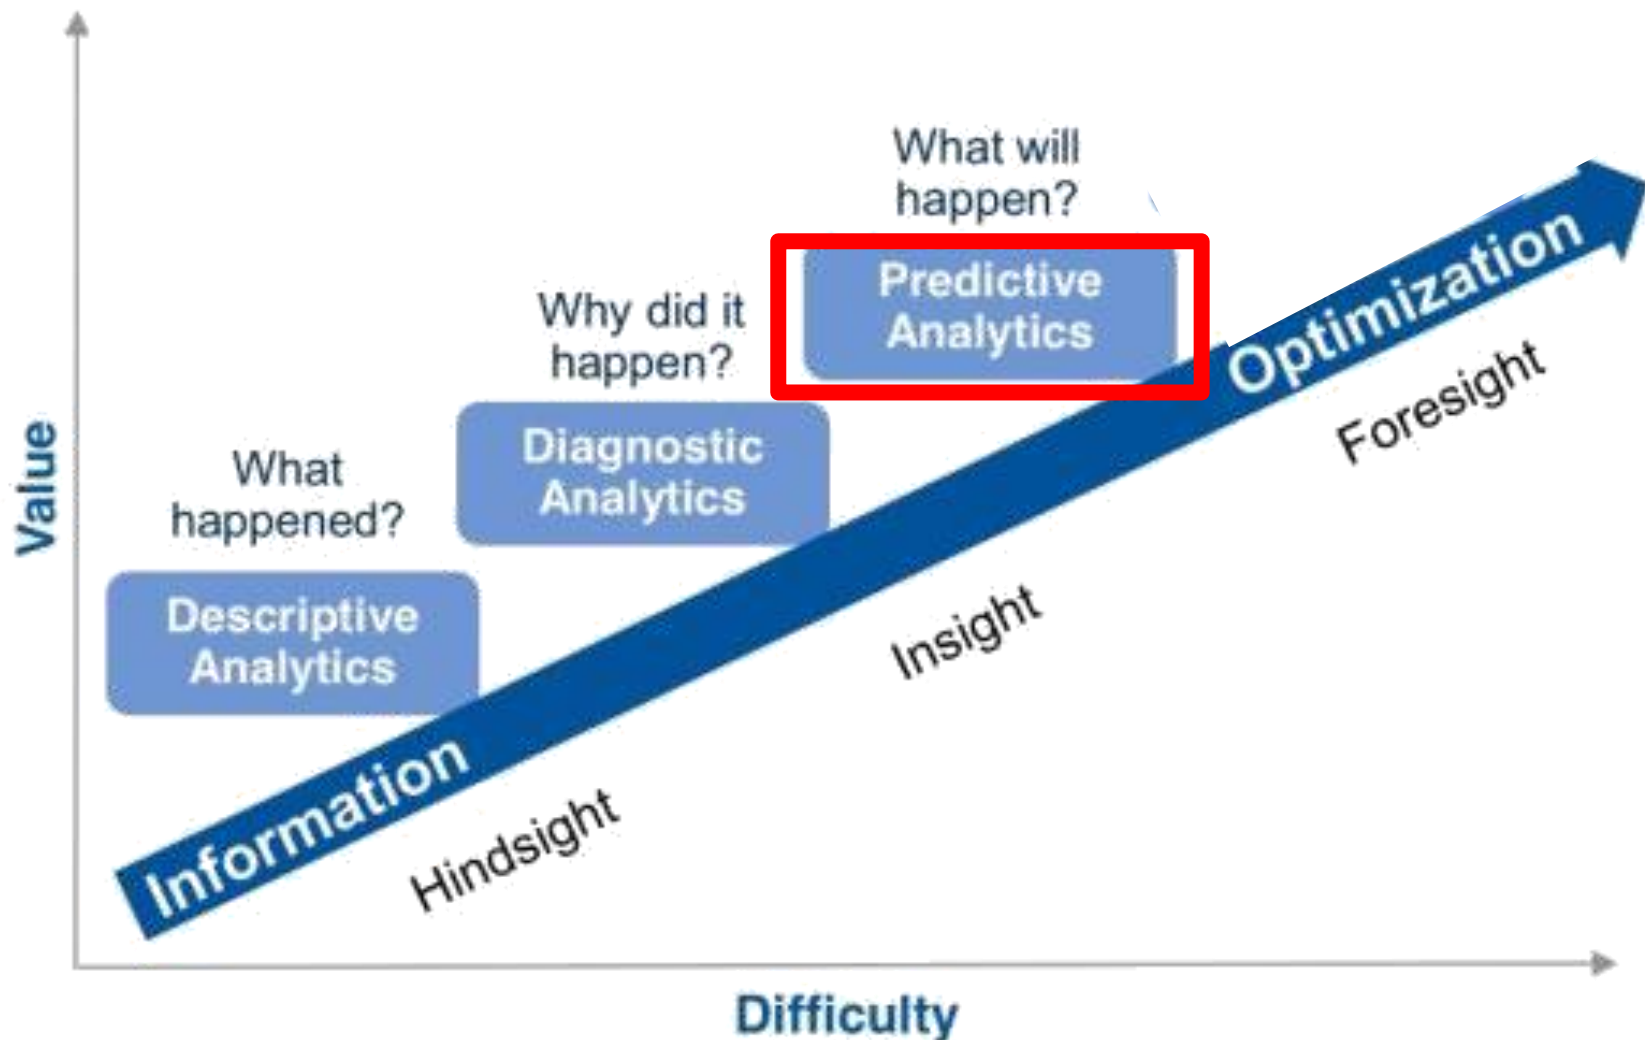 What will
happen?
Predictive
Analytics
Why did it
happen?
Diagnostic
Analytics
What
happened?
Descriptive
Analytics
Value
Information
Hindsight
Insight
Optimization
Foresight
Difficulty